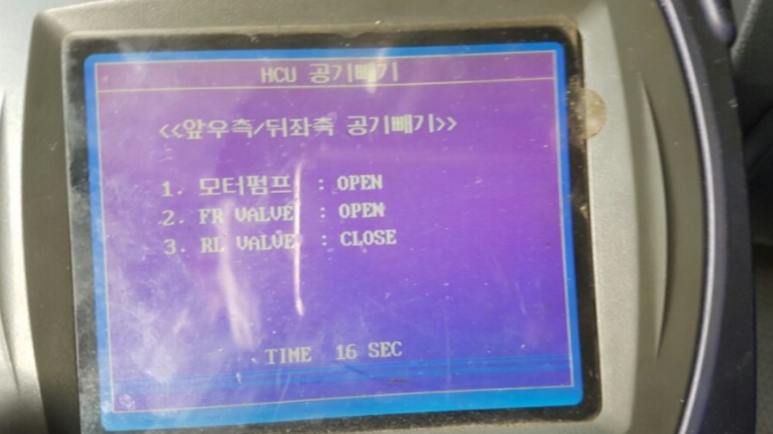 HCU 공기빼기
<<앞우측/뒤좌측 공기빼기>>
1. 모터펌프 : OPEN
2. FR VALVE : OPEN
3. RL VALVE : CLOSE
TIME 16 SEC